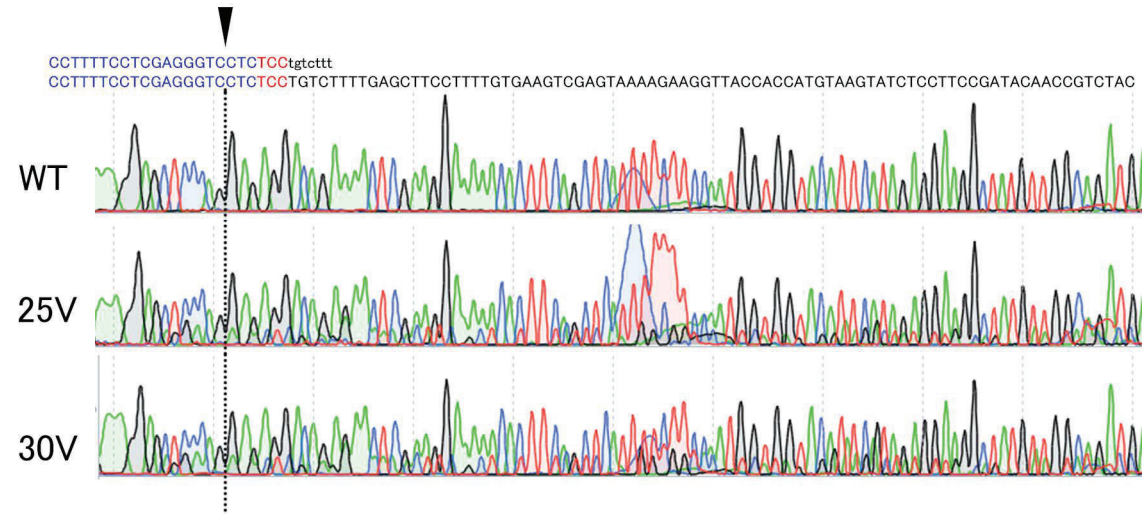 CCTTTTCCTCGAGGGTCCTCTCCtgtcttt
CCTTTTCCTCGAGGGTCCTCTCCTGTCTTTTGAGCTTCCTTTTGTGAAGTCGAGTAAAAGAAGGTTACCACCATGTAAGTATCTCCTTCCGATACAACCGTCTAC
WT
25V
30V